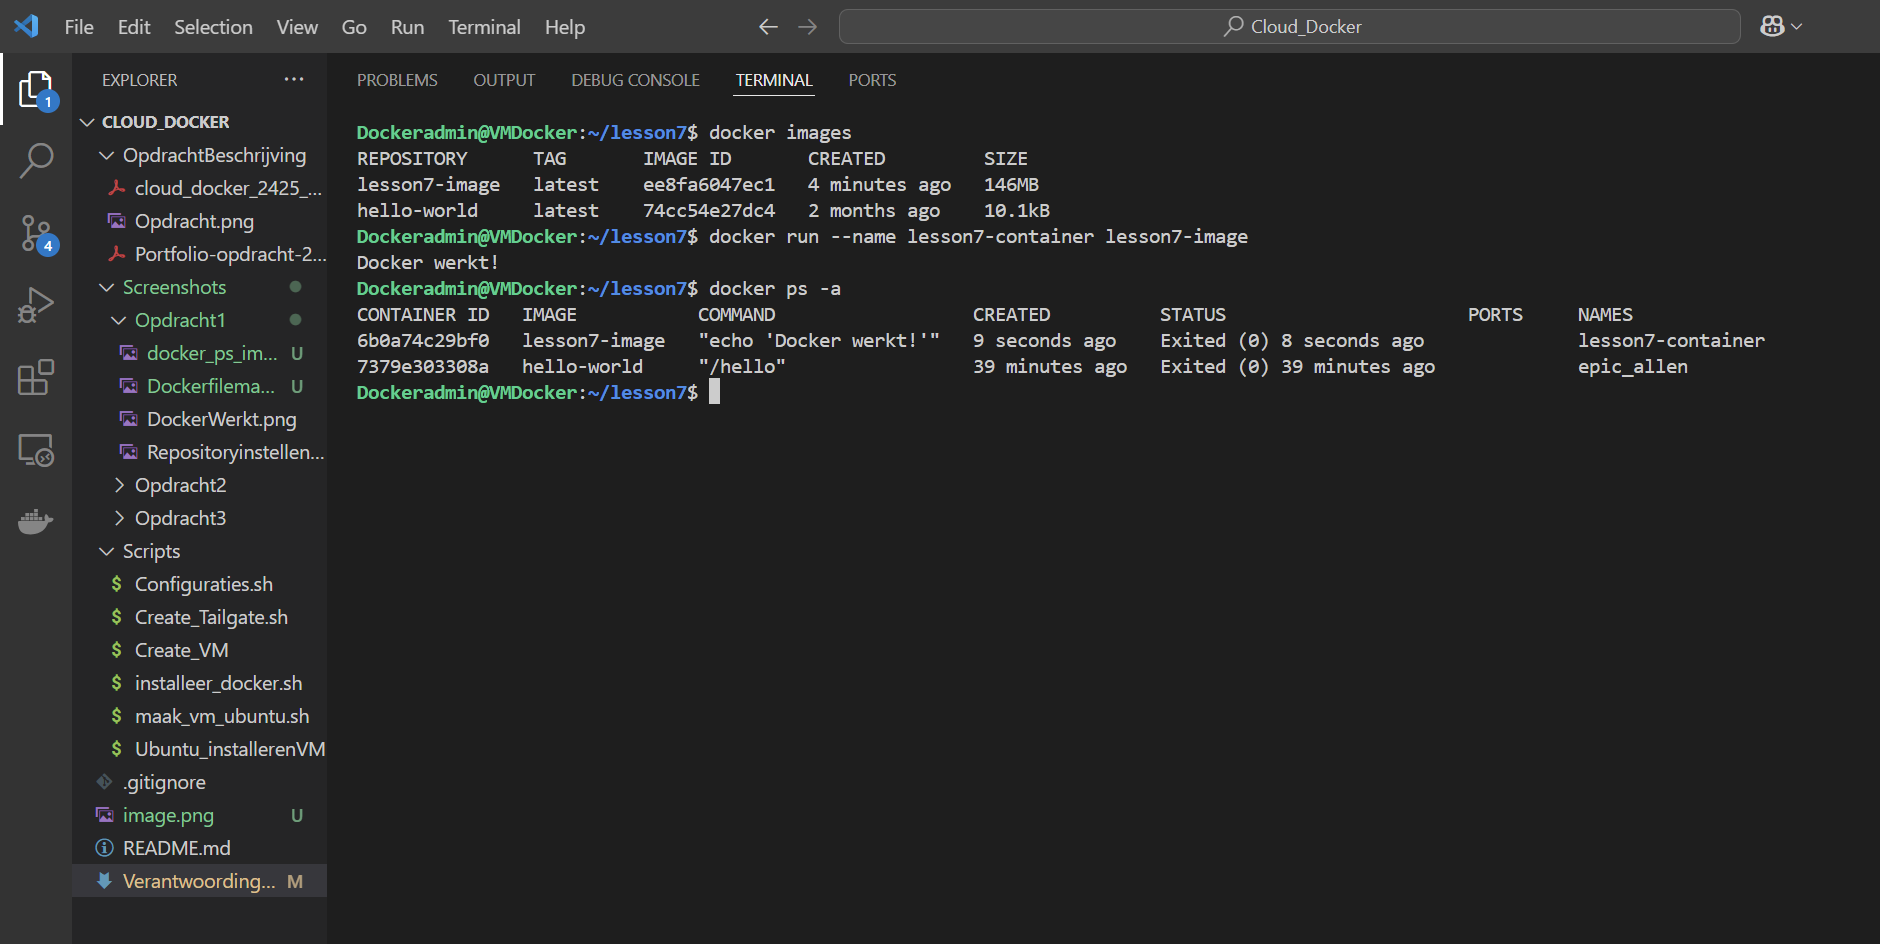 File Edit Selection View Go Run Terminal Help
Cloud_Docker
EXPLORER ...
1
4
CLOUD_DOCKER
OpdrachtBeschrijving
cloud_docker_2425_...
Opdracht.png
Portfolio-opdracht-2...
Screenshots
Opdracht1
docker_ps_im... U
Dockerfilema... U
DockerWerkt.png
Repositoryinstellen...
Opdracht2
Opdracht3
Scripts
$ Configuraties.sh
$ Create_Tailgate.sh
$ Create_VM
$ installeer_docker.sh
$ maak_vm_ubuntu.sh
$ Ubuntu_installerenVM
.gitignore
image.png U
README.md
Verantwoording... M
PROBLEMS OUTPUT DEBUG CONSOLE TERMINAL PORTS
Dockeradmin@VMDocker:~/lesson7$ docker images
REPOSITORY TAG IMAGE ID CREATED SIZE
lesson7-image latest ee8fa6047ec1 4 minutes ago 146MB
hello-world latest 74cc54e27dc4 2 months ago 10.1kB
Dockeradmin@VMDocker:~/lesson7$ docker run --name lesson7-container lesson7-image
Docker werkt!
Dockeradmin@VMDocker:~/lesson7$ docker ps -a
CONTAINER ID IMAGE COMMAND CREATED STATUS PORTS NAMES
6b0a74c29bf0 lesson7-image "echo 'Docker werkt!'" 9 seconds ago Exited (0) 8 seconds ago lesson7-container
7379e303308a hello-world "/hello" 39 minutes ago Exited (0) 39 minutes ago epic_allen
Dockeradmin@VMDocker:~/lesson7$